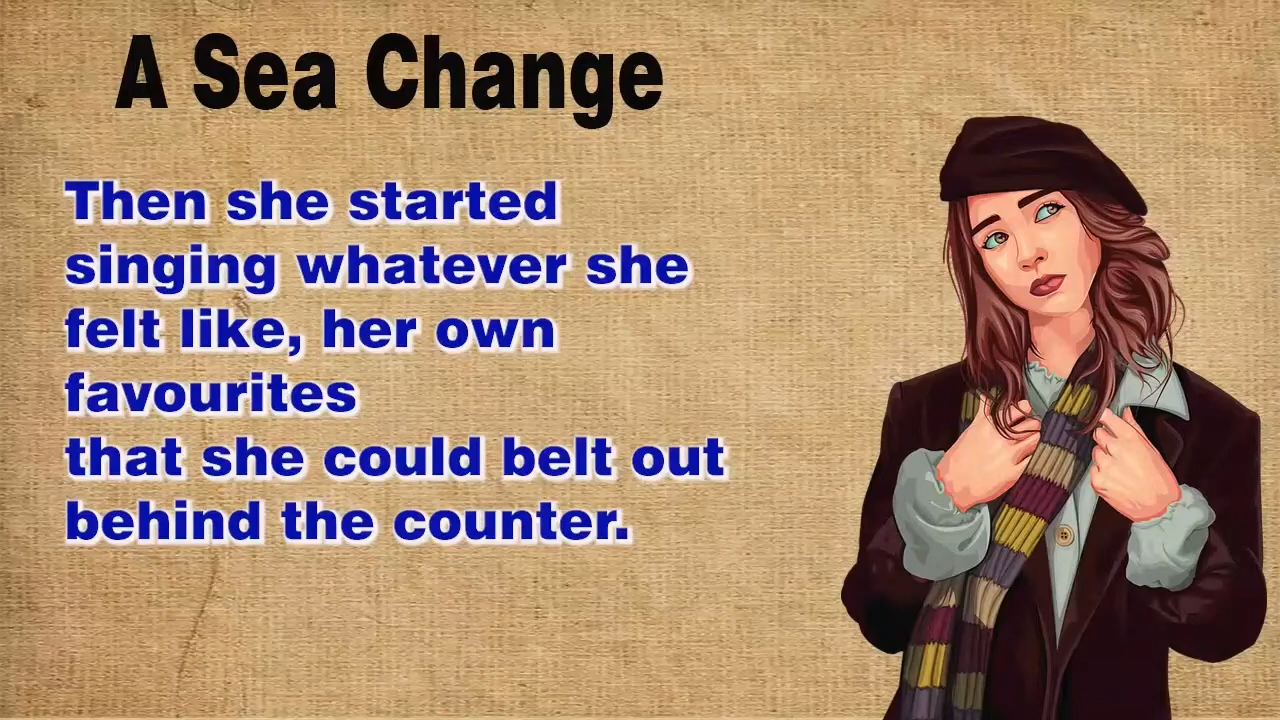 A Sea Change
Then she started
singing whatever she
felt like, her own
favourites
that she could belt out
behind the counter.